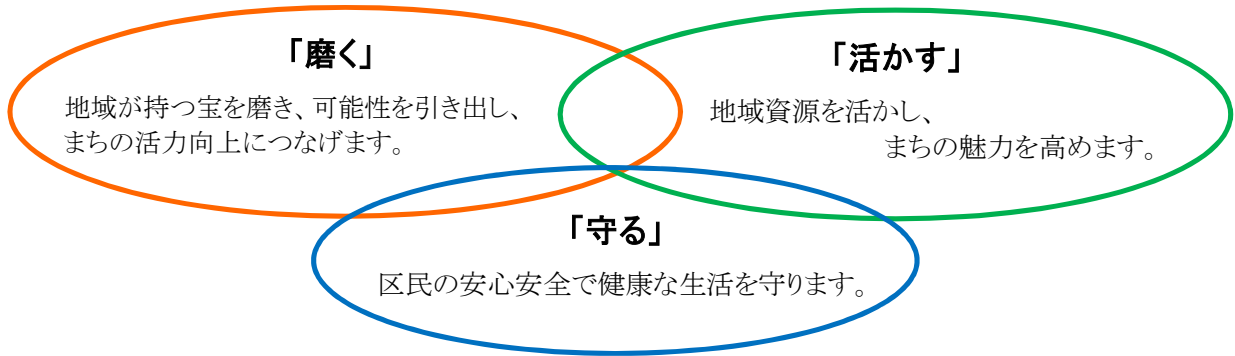 「磨く」
地域が持つ宝を磨き、可能性を引き出し、
まちの活力向上につなげます。
「活かす」
地域資源を活かし、
まちの魅力を高めます。
「守る」
区民の安心安全で健康な生活を守ります。